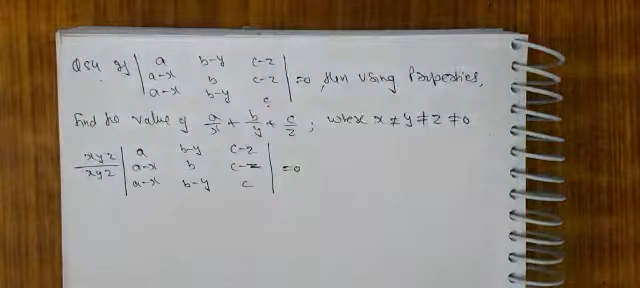 Q54 If | a b-y c-z |
| a-x b c-z | =0, then using Properties,
| a-x b-y c |
find the value of a/x + b/y + c/z ; where x≠y≠z≠0
xyz/xyz | a b-y c-z |
| a-x b c-z | =0
| a-x b-y c |